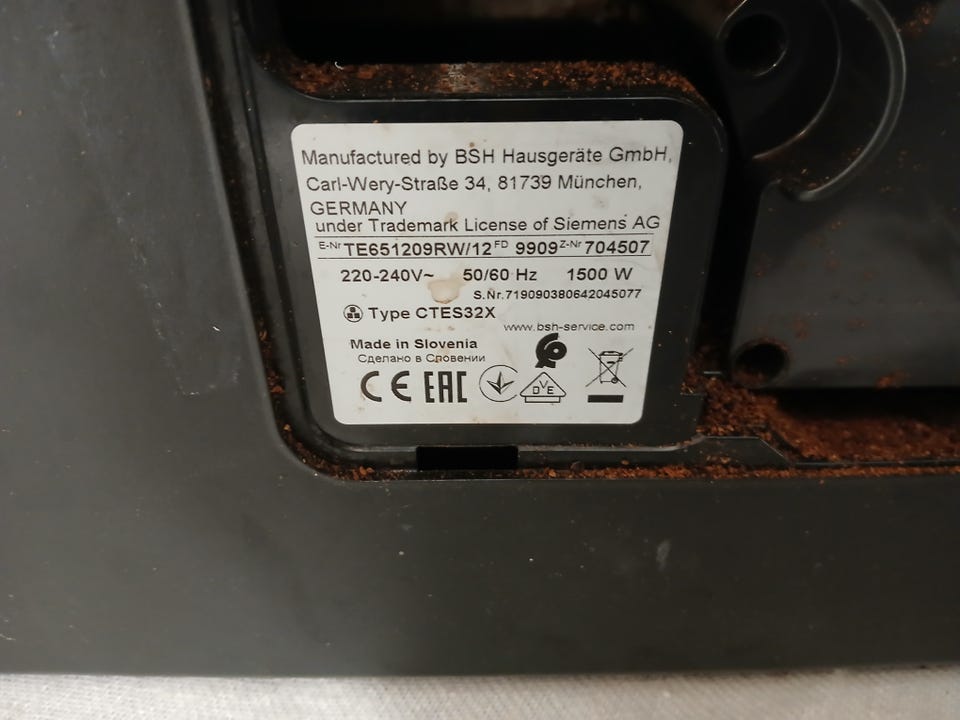 Manufactured by BSH Hausgeräte GmbH,
Carl-Wery-Straße 34, 81739 München,
GERMANY
under Trademark License of Siemens AG
E-Nr TE651209RW/12 FD 9909 Z-Nr 704507
220-240V~ 50/60 Hz 1500 W
S.Nr.719090380642045077
Type CTES32X
www.bsh-service.com
Made in Slovenia
Сделано в Словении
CE EAC DVE